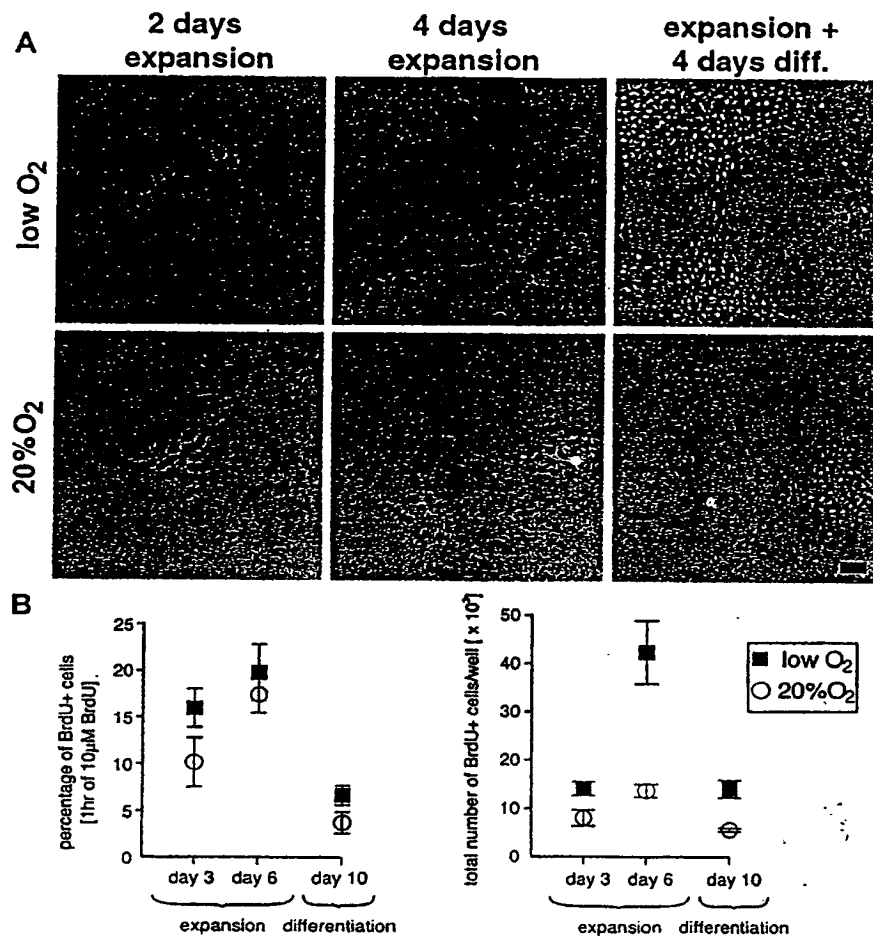 A
2 days
expansion
4 days
expansion
expansion +
4 days diff.
low O2
20%O2
B
percentage of BrdU+ cells
[1hr of 10µM BrdU].
25
20
15
10
5
0
day 3
day 6
day 10
expansion
differentiation
total number of BrdU+ cells/well [ x 10
50
40
30
20
10
0
day 3
day 6
day 10
expansion
differentiation
low O2
20%O2